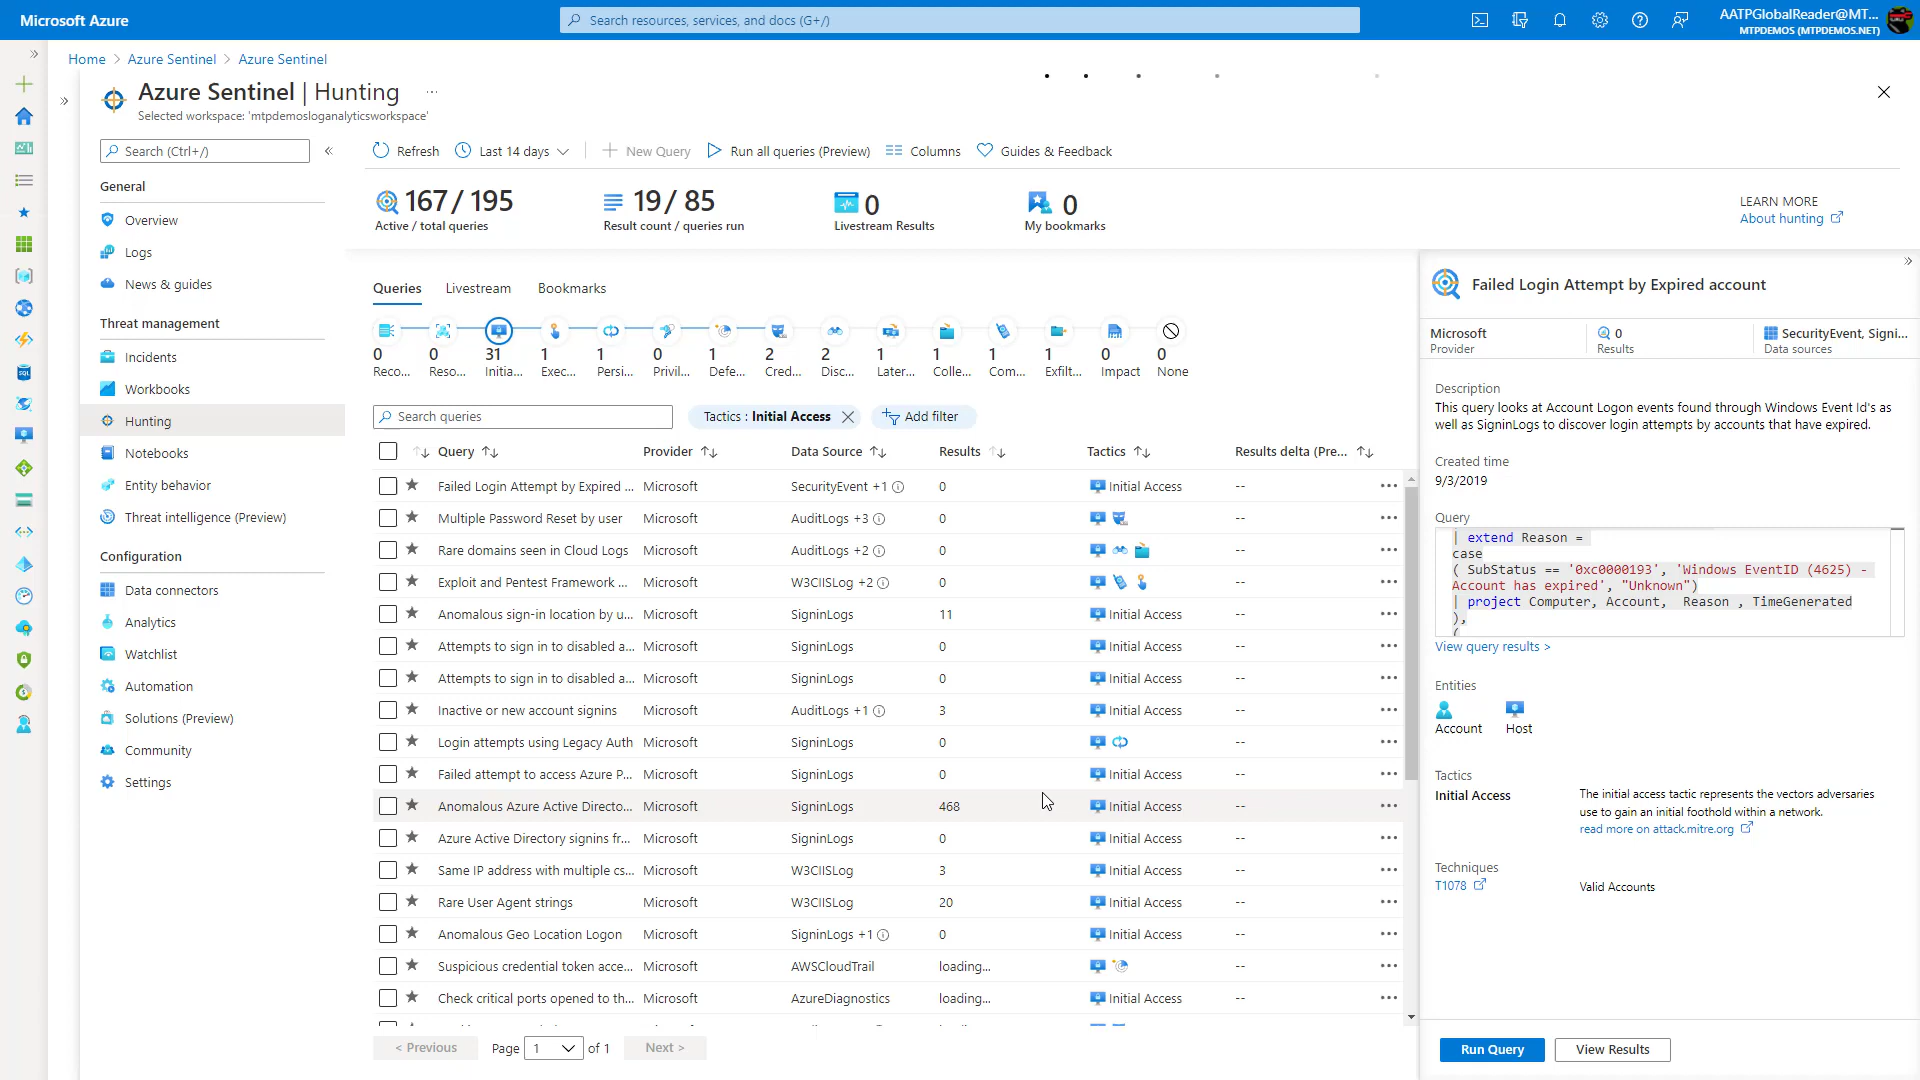 Microsoft Azure
Search resources, services, and docs (G+/)
AATPGlobalReader@MT...
MTPDEMOS (MTPDEMOS.NET)
Home > Azure Sentinel > Azure Sentinel
Azure Sentinel | Hunting ...
Selected workspace: 'mtpdemosloganalyticsworkspace'
Search (Ctrl+/)
General
Overview
Logs
News & guides
Threat management
Incidents
Workbooks
Hunting
Notebooks
Entity behavior
Threat intelligence (Preview)
Configuration
Data connectors
Analytics
Watchlist
Automation
Solutions (Preview)
Community
Settings
Refresh Last 14 days New Query Run all queries (Preview) Columns Guides & Feedback
167 / 195
Active / total queries
19 / 85
Result count / queries run
0
Livestream Results
0
My bookmarks
LEARN MORE
About hunting
Queries Livestream Bookmarks
0 0 31 1 1 0 1 2 2 1 1 1 1 0 0
Reco... Reso... Initia... Exec... Persi... Privil... Defe... Cred... Disc... Later... Colle... Com... Exfilt... Impact None
Search queries
Tactics : Initial Access
Add filter
Query Provider Data Source Results Tactics Results delta (Pre...
Failed Login Attempt by Expired ... Microsoft SecurityEvent +1 0 Initial Access --
Multiple Password Reset by user Microsoft AuditLogs +3 0 --
Rare domains seen in Cloud Logs Microsoft AuditLogs +2 0 --
Exploit and Pentest Framework ... Microsoft W3CIISLog +2 0 --
Anomalous sign-in location by u... Microsoft SigninLogs 11 Initial Access --
Attempts to sign in to disabled a... Microsoft SigninLogs 0 Initial Access --
Attempts to sign in to disabled a... Microsoft SigninLogs 0 Initial Access --
Inactive or new account signins Microsoft AuditLogs +1 3 Initial Access --
Login attempts using Legacy Auth Microsoft SigninLogs 0 --
Failed attempt to access Azure P... Microsoft SigninLogs 0 Initial Access --
Anomalous Azure Active Directo... Microsoft SigninLogs 468 Initial Access --
Azure Active Directory signins fr... Microsoft SigninLogs 0 Initial Access --
Same IP address with multiple cs... Microsoft W3CIISLog 3 Initial Access --
Rare User Agent strings Microsoft W3CIISLog 20 Initial Access --
Anomalous Geo Location Logon Microsoft SigninLogs +1 0 Initial Access --
Suspicious credential token acce... Microsoft AWSCloudTrail loading... --
Check critical ports opened to th... Microsoft AzureDiagnostics loading... Initial Access --
< Previous Page 1 of 1 Next >
Failed Login Attempt by Expired account
Microsoft
Provider
0
Results
SecurityEvent, Signi...
Data sources
Description
This query looks at Account Logon events found through Windows Event Id's as
well as SigninLogs to discover login attempts by accounts that have expired.
Created time
9/3/2019
Query
| extend Reason =
case
( SubStatus == '0xc0000193', 'Windows EventID (4625) -
Account has expired', "Unknown")
| project Computer, Account, Reason , TimeGenerated
),
(
View query results >
Entities
Account Host
Tactics
Initial Access
The initial access tactic represents the vectors adversaries
use to gain an initial foothold within a network.
read more on attack.mitre.org
Techniques
T1078
Valid Accounts
Run Query View Results